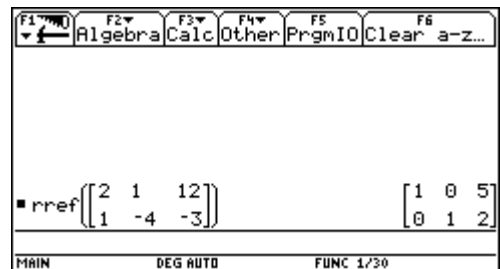 F1 F2 F3 F4 F5 F6
Algebra Calc Other PrgmIO Clear a-z…
rref([2 1 12] [1 0 5]
[1 -4 -3]) [0 1 2]
MAIN DEG AUTO FUNC 1/30